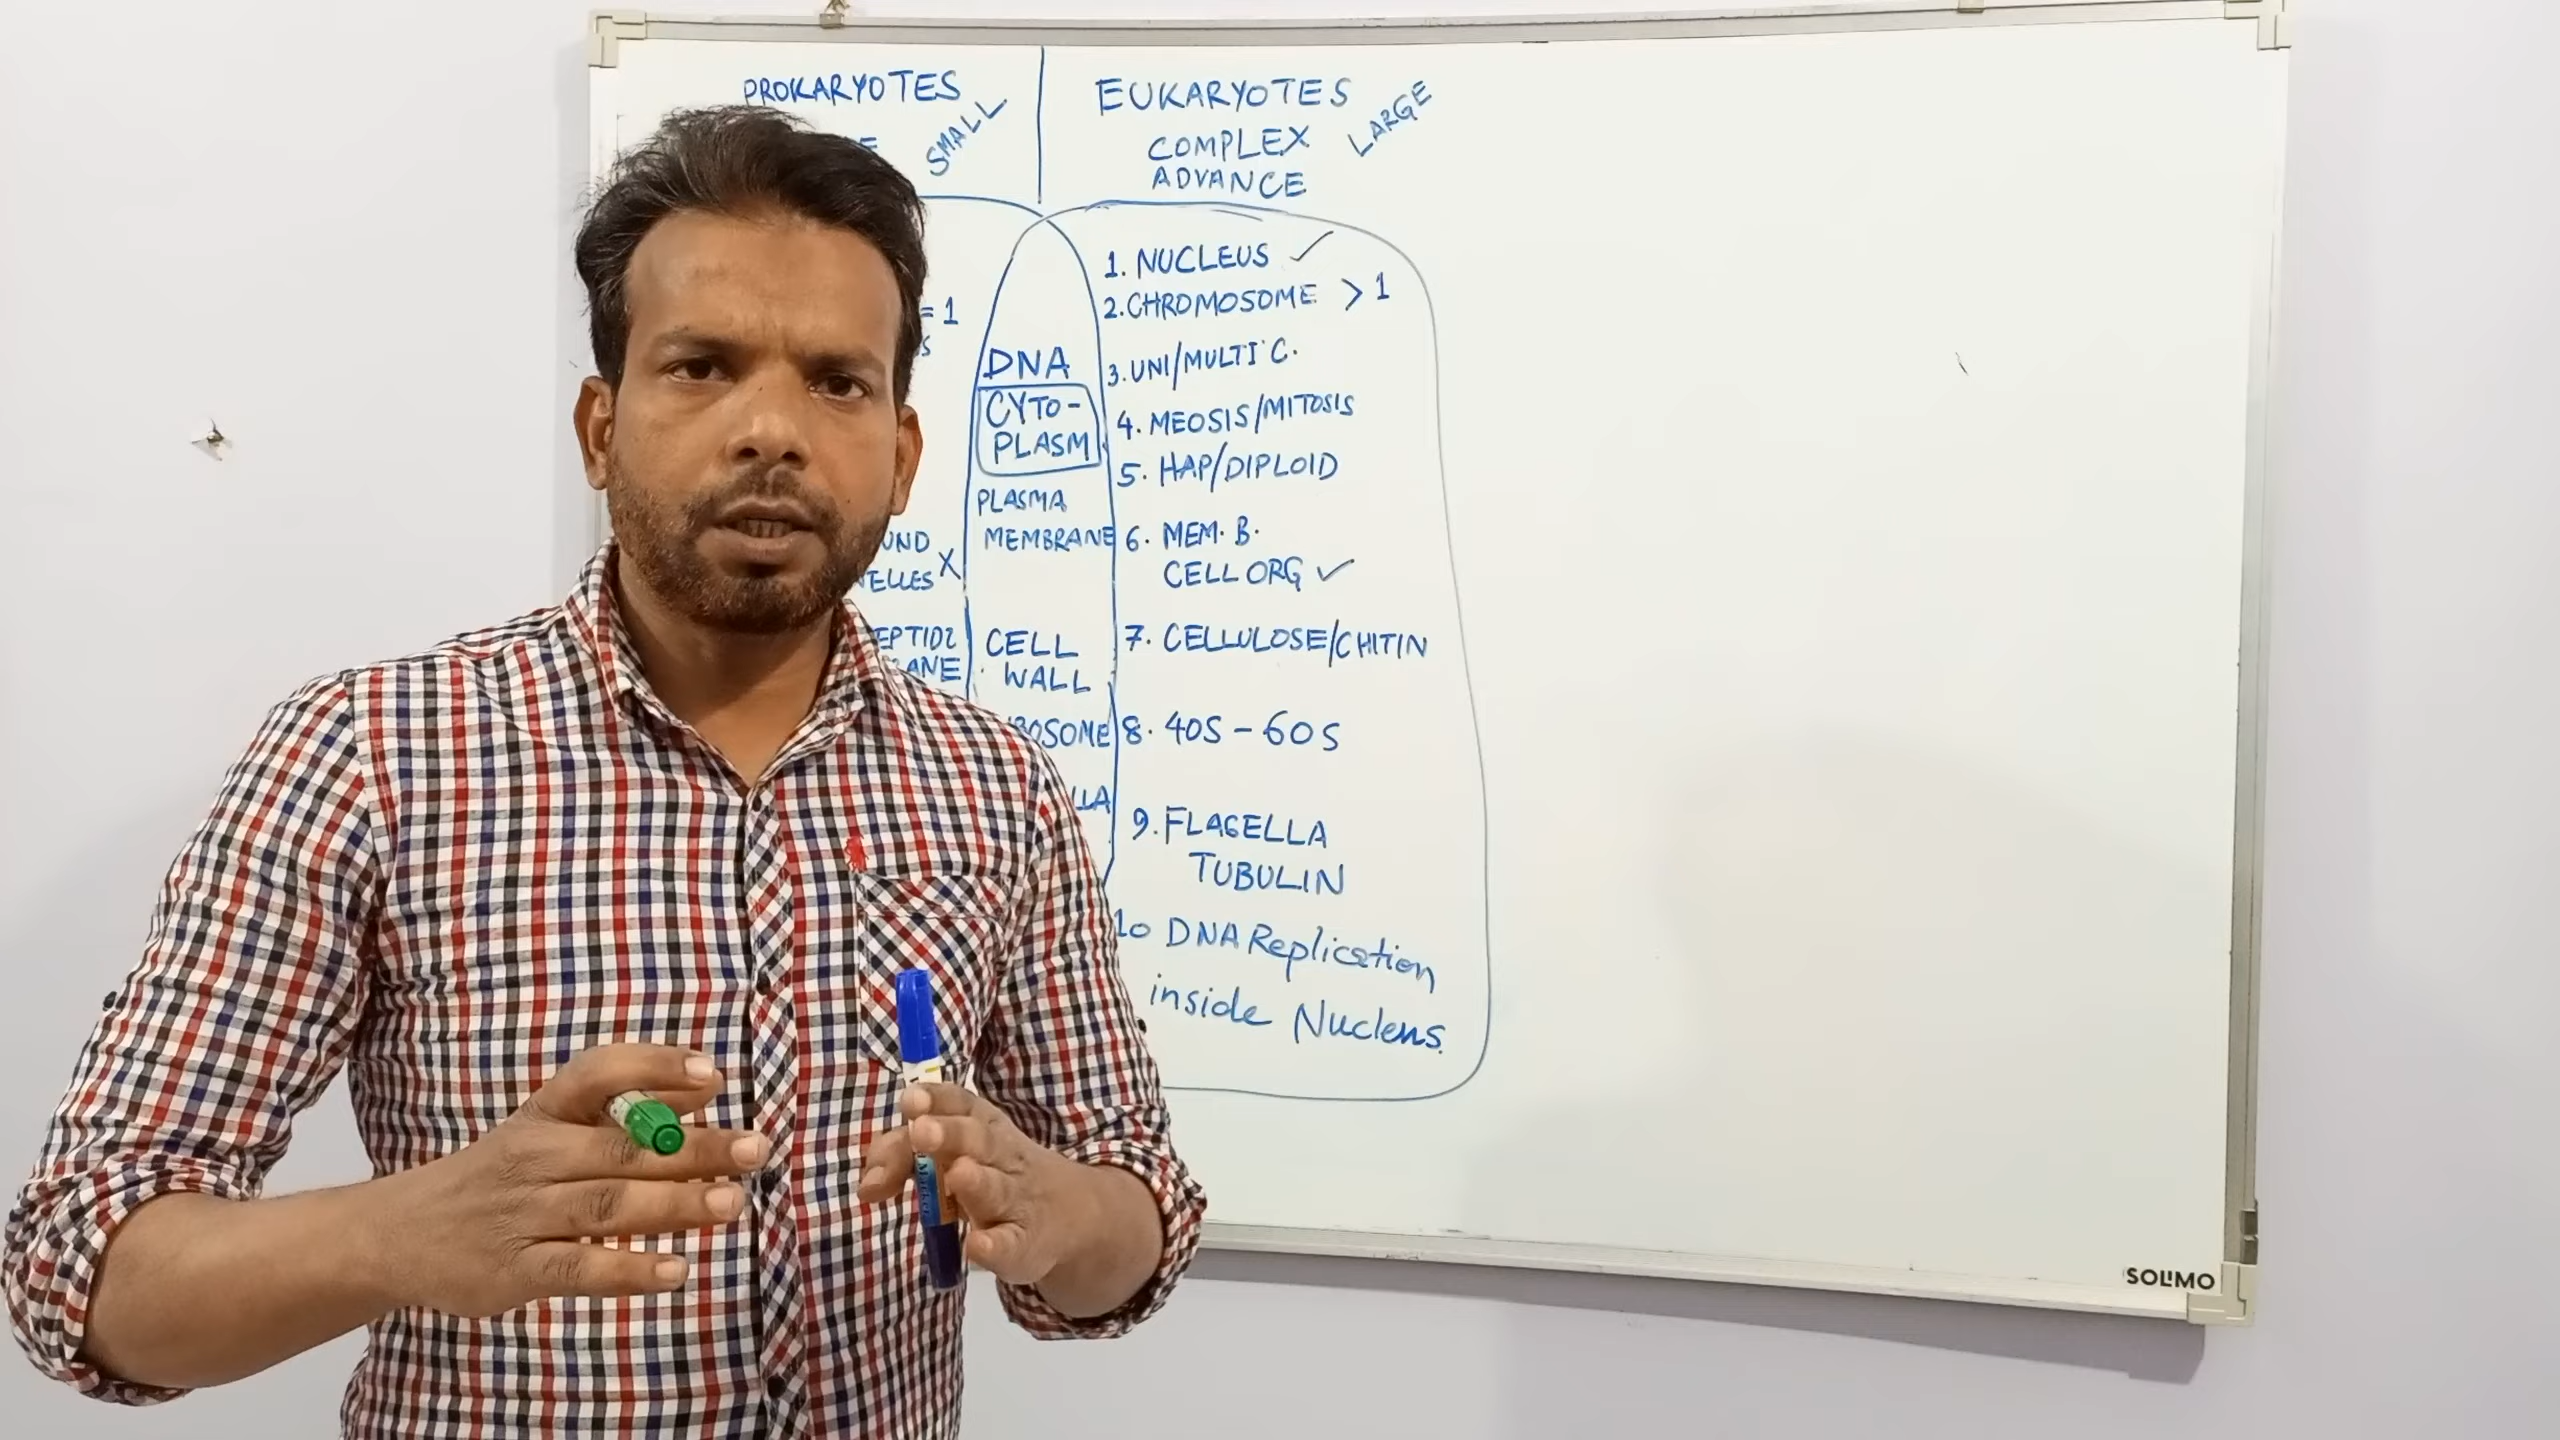 PROKARYOTES
SMALL
= 1
X
DNA
CYTO-
PLASM
PLASMA
MEMBRANE
CELL
WALL
EUKARYOTES
LARGE
COMPLEX
ADVANCE
1. NUCLEUS ✓
2. CHROMOSOME > 1
3. UNI/MULTI C.
4. MEOSIS/MITOSIS
5. HAP/DIPLOID
6. MEM. B.
CELL ORG ✓
7. CELLULOSE/CHITIN
8. 40S - 60S
9. FLAGELLA
TUBULIN
10 DNA Replication
inside Nucleus.
SOLIMO